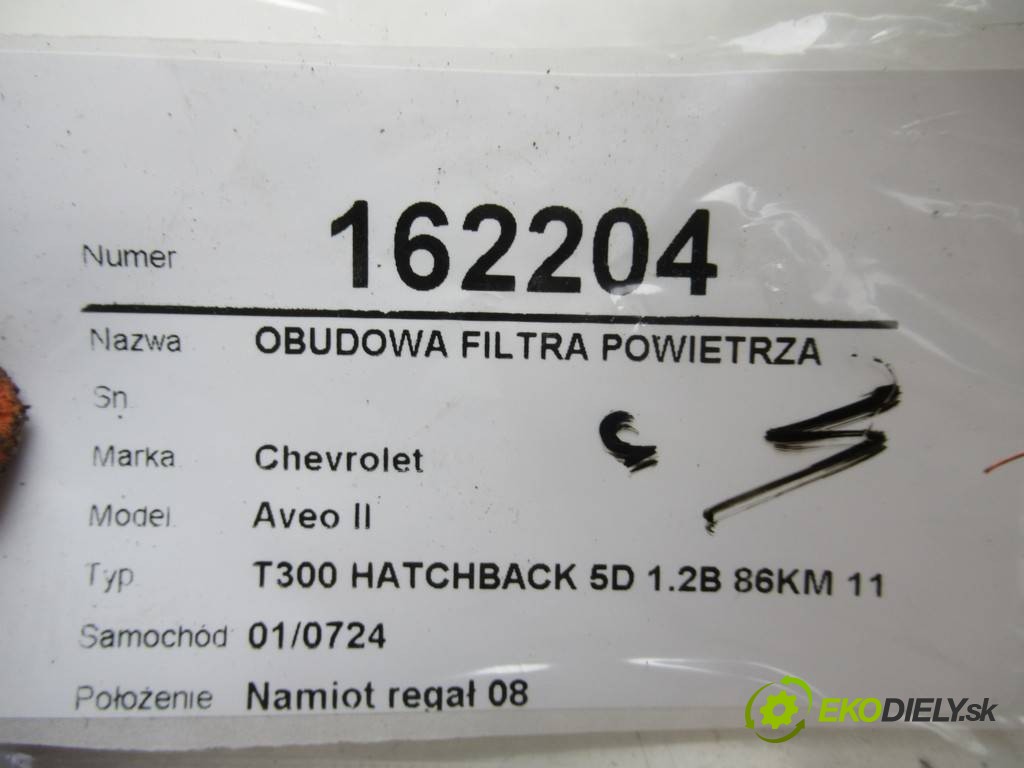 Numer 162204
Nazwa OBUDOWA FILTRA POWIETRZA
Sn
Marka Chevrolet
Model Aveo II
Typ T300 HATCHBACK 5D 1.2B 86KM 11
Samochód 01/0724
Położenie Namiot regał 08
EKODIELY.sk